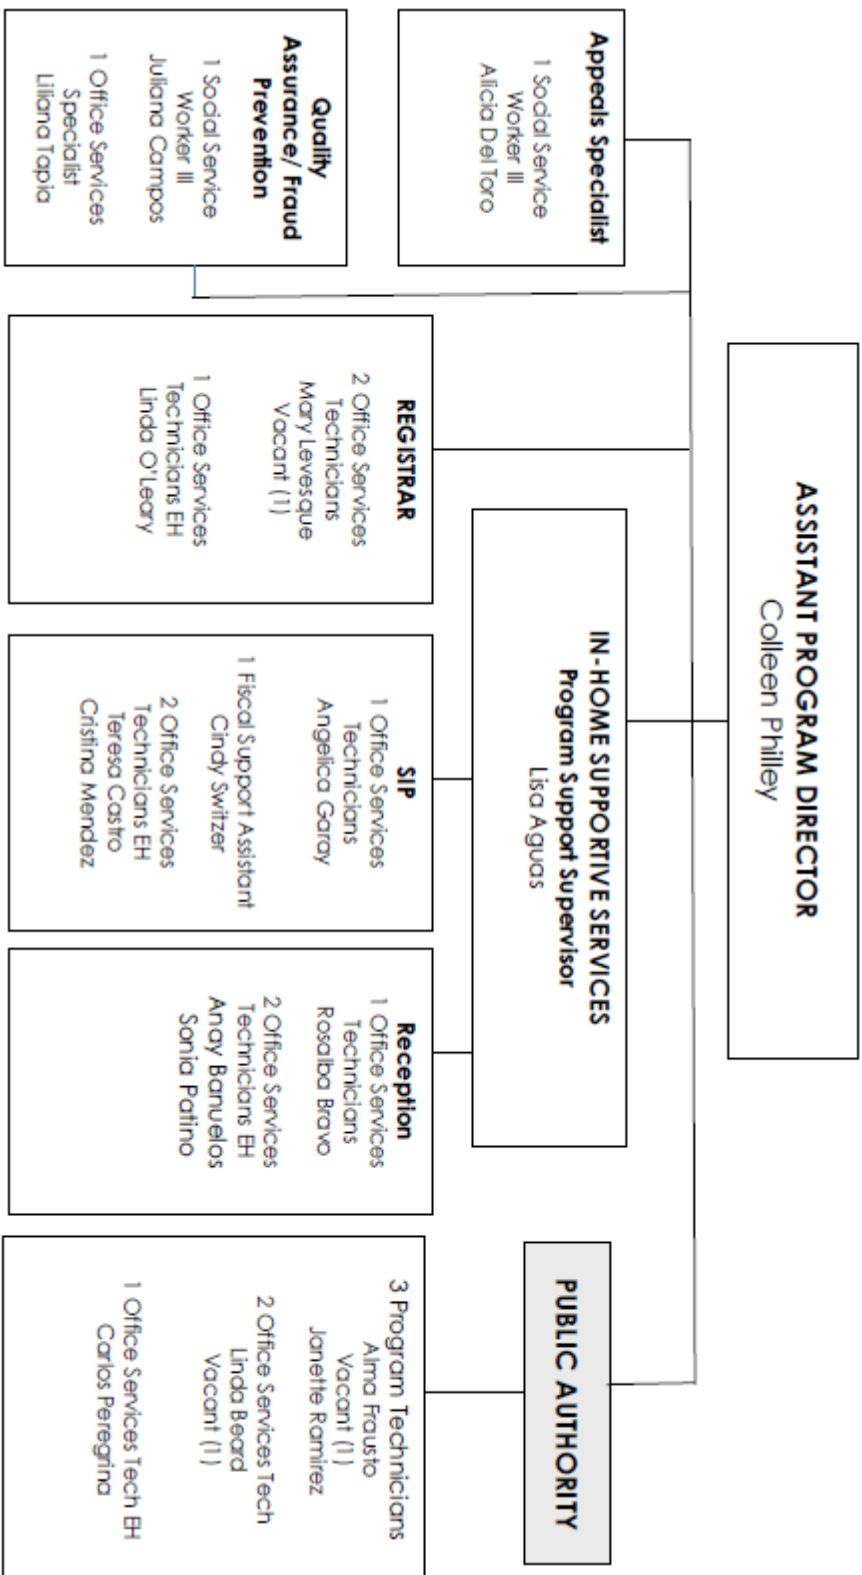 ASSISTANT PROGRAM DIRECTOR
Colleen Philley
Appeals Specialist
1 Social Service
Worker III
Alicia Del Toro
IN-HOME SUPPORTIVE SERVICES
Program Support Supervisor
Lisa Aguas
PUBLIC AUTHORITY
Quality
Assurance/ Fraud
Prevention
1 Social Service
Worker III
Juliana Campos
1 Office Services
Specialist
Liliana Tapia
REGISTRAR
2 Office Services
Technicians
Mary Levesque
Vacant (1)
1 Office Services
Technicians EH
Linda O'Leary
SIP
1 Office Services
Technicians
Angelica Garay
1 Fiscal Support Assistant
Cindy Switzer
2 Office Services
Technicians EH
Teresa Castro
Cristina Mendez
Reception
1 Office Services
Technicians
Rosalba Bravo
2 Office Services
Technicians EH
Anay Banuelos
Sonia Patino
3 Program Technicians
Alma Frausto
Vacant (1)
Janette Ramirez
2 Office Services Tech
Linda Beard
Vacant (1)
1 Office Services Tech EH
Carlos Peregrina